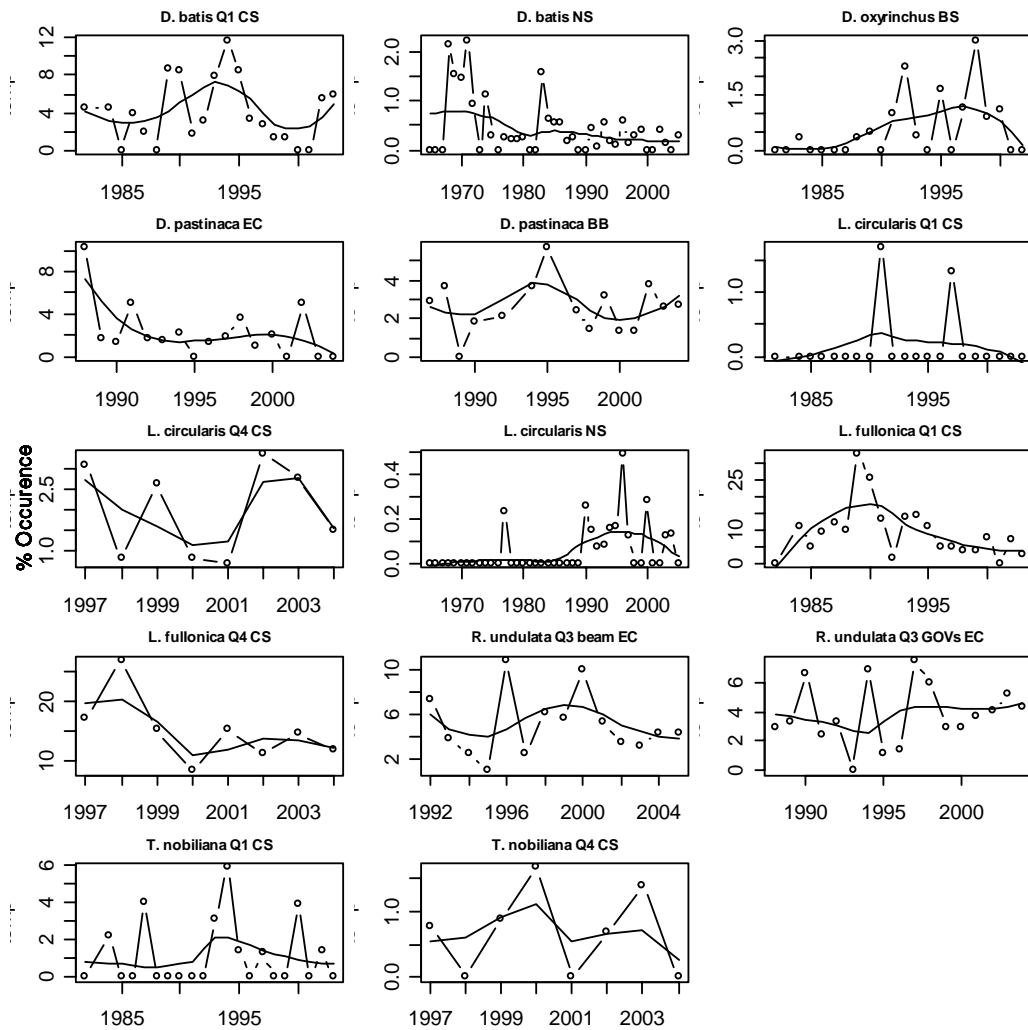 D. batis Q1 CS
D. batis NS
D. oxyrinchus BS
12
8
4
0
1985 1995
2.0
1.0
0.0
1970 1980 1990 2000
3.0
1.5
0.0
1985 1995
D. pastinaca EC
D. pastinaca BB
L. circularis Q1 CS
8
4
0
1990 1995 2000
4
2
0
1990 1995 2000
1.0
0.0
1985 1995
L. circularis Q4 CS
L. circularis NS
L. fullonica Q1 CS
% Occurence
2.5
1.0
1997 1999 2001 2003
0.4
0.2
0.0
1970 1980 1990 2000
25
10
0
1985 1995
L. fullonica Q4 CS
R. undulata Q3 beam EC
R. undulata Q3 GOVs EC
20
10
1997 1999 2001 2003
10
6
2
1992 1996 2000 2004
6
4
2
0
1990 1995 2000
T. nobiliana Q1 CS
T. nobiliana Q4 CS
6
4
2
0
1985 1995
1.0
0.0
1997 1999 2001 2003